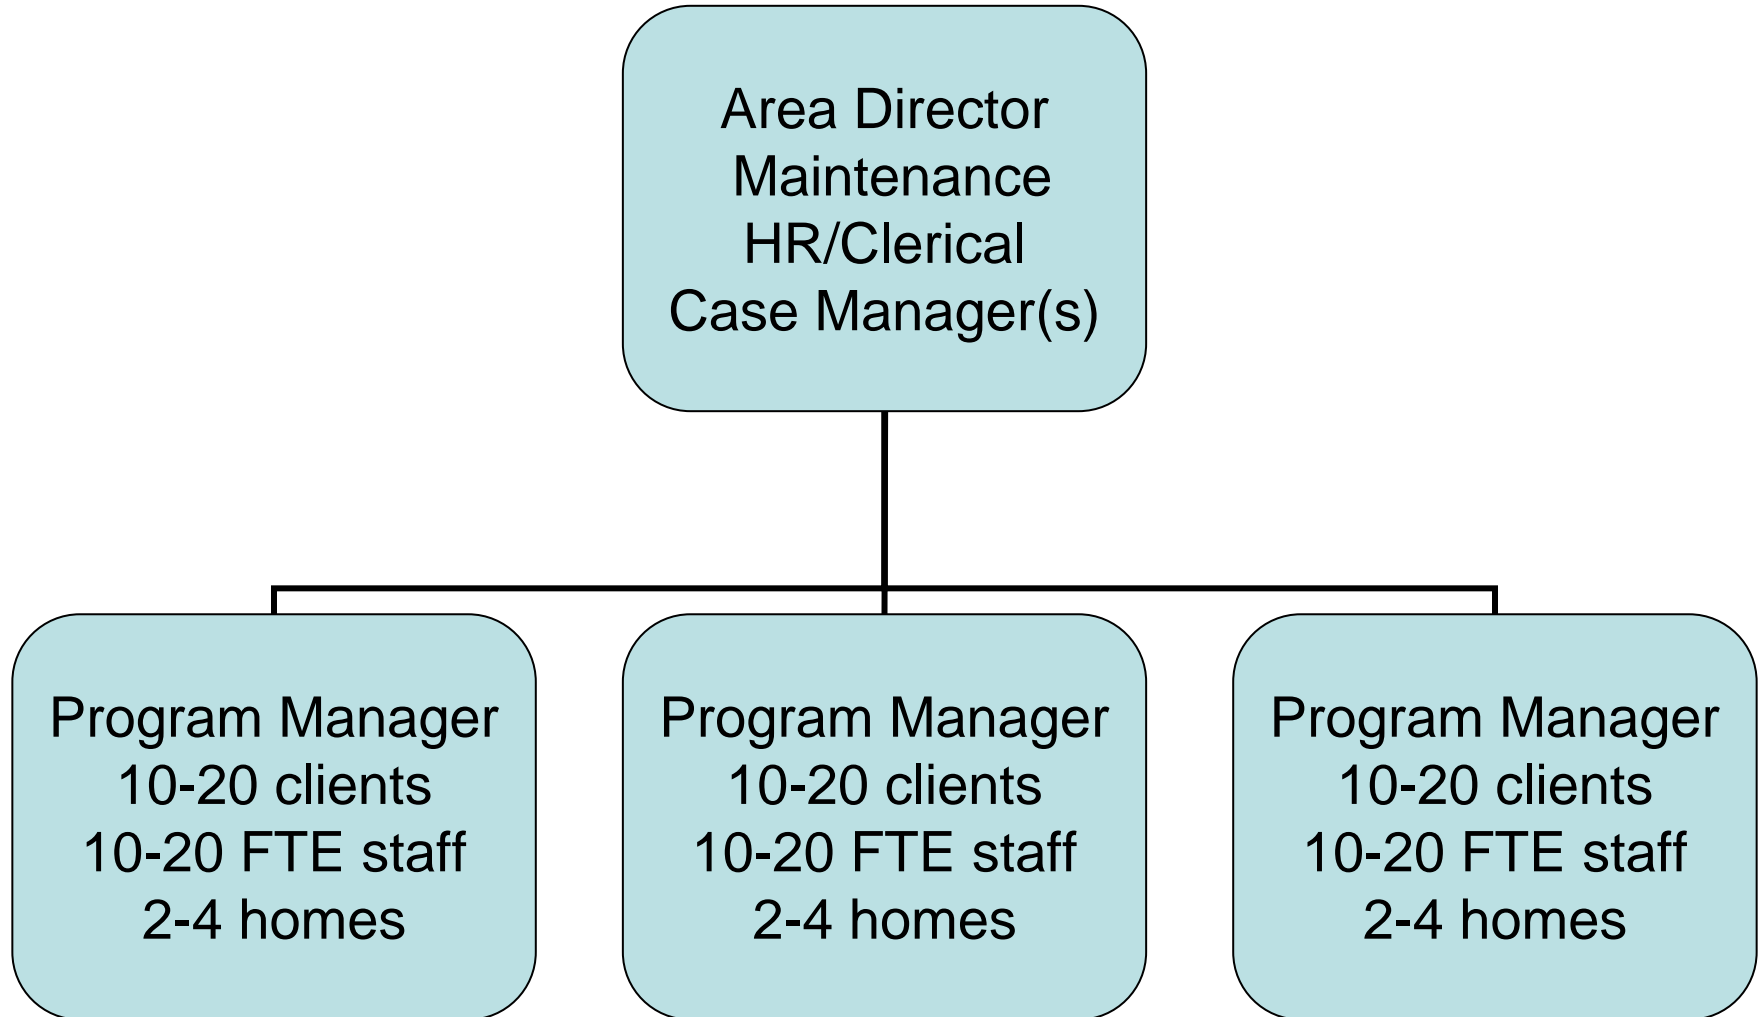 Area Director
Maintenance
HR/Clerical
Case Manager(s)
Program Manager
10-20 clients
10-20 FTE staff
2-4 homes
Program Manager
10-20 clients
10-20 FTE staff
2-4 homes
Program Manager
10-20 clients
10-20 FTE staff
2-4 homes